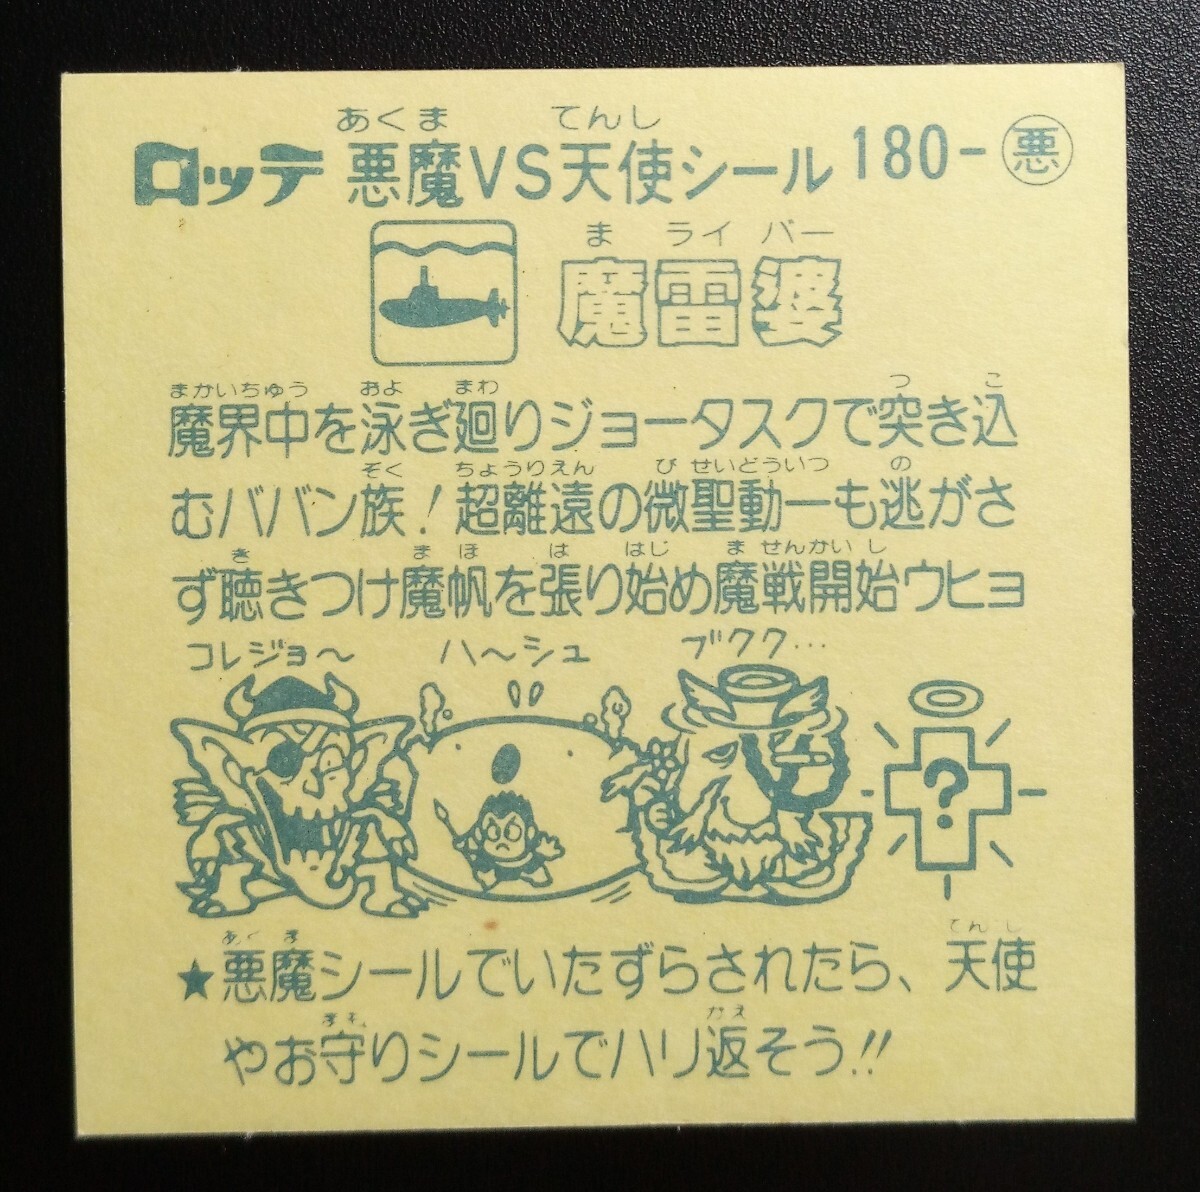 あくま てんし
ロッテ 悪魔VS天使シール 180-悪
ま ライバー
魔雷婆
まかいちゅう およ まわ つ こ
魔界中を泳ぎ廻りジョータスクで突き込
ぞく ちょうりえん び せいどういつ の
むババン族!超離遠の微聖動一も逃がさ
き ま ほ は はじ ま せんかい し
ず聴きつけ魔帆を張り始め魔戦開始ウヒョ
コレジョ〜 ハ〜シュ ブクク…
?
あくま てんし
★悪魔シールでいたずらされたら、天使
まも かえ
やお守りシールでハリ返そう!!